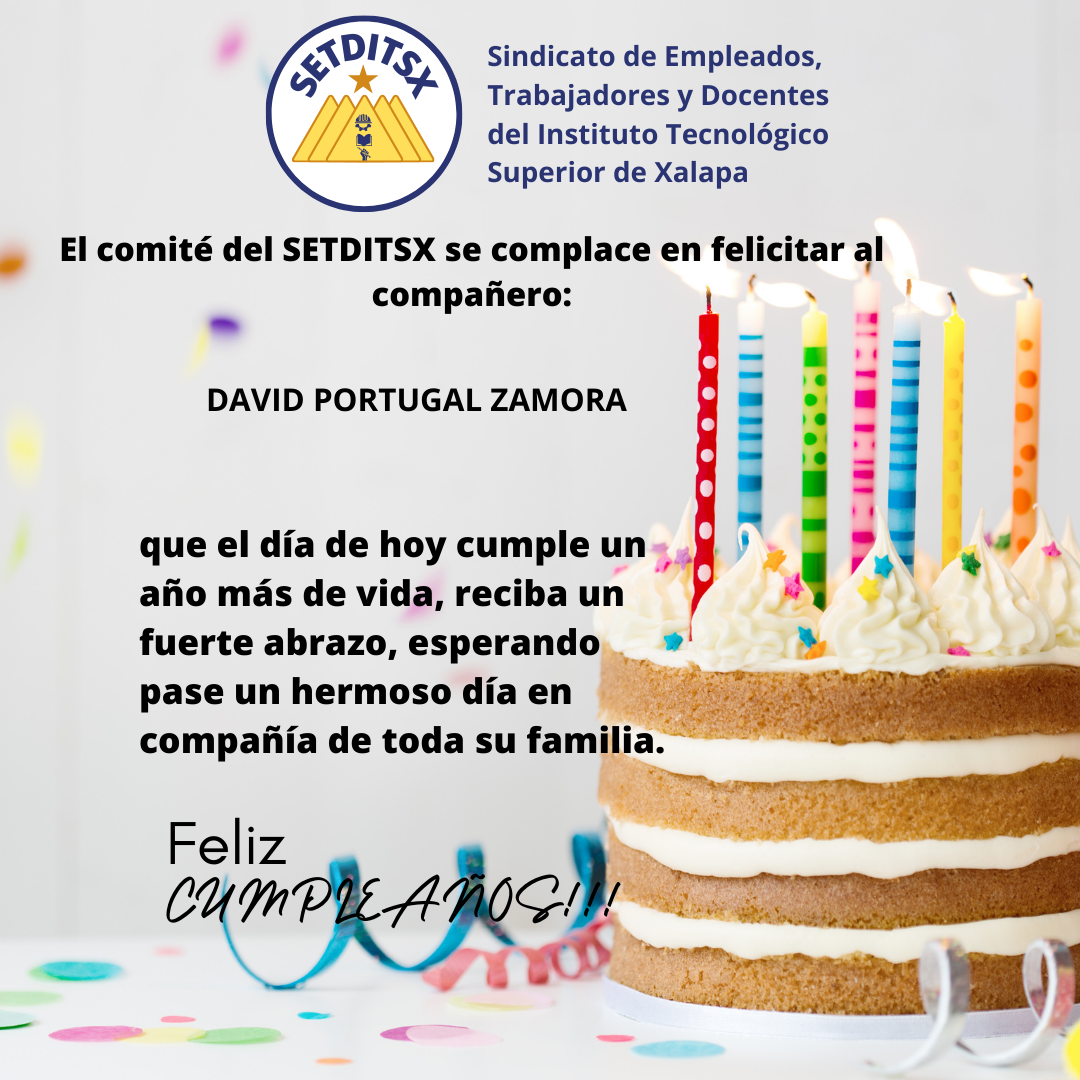 SETDITSX
Sindicato de Empleados,
Trabajadores y Docentes
del Instituto Tecnológico
Superior de Xalapa
El comité del SETDITSX se complace en felicitar al
compañero:
DAVID PORTUGAL ZAMORA
que el día de hoy cumple un
año más de vida, reciba un
fuerte abrazo, esperando
pase un hermoso día en
compañía de toda su familia.
Feliz
CUMPLEAÑOS!!!